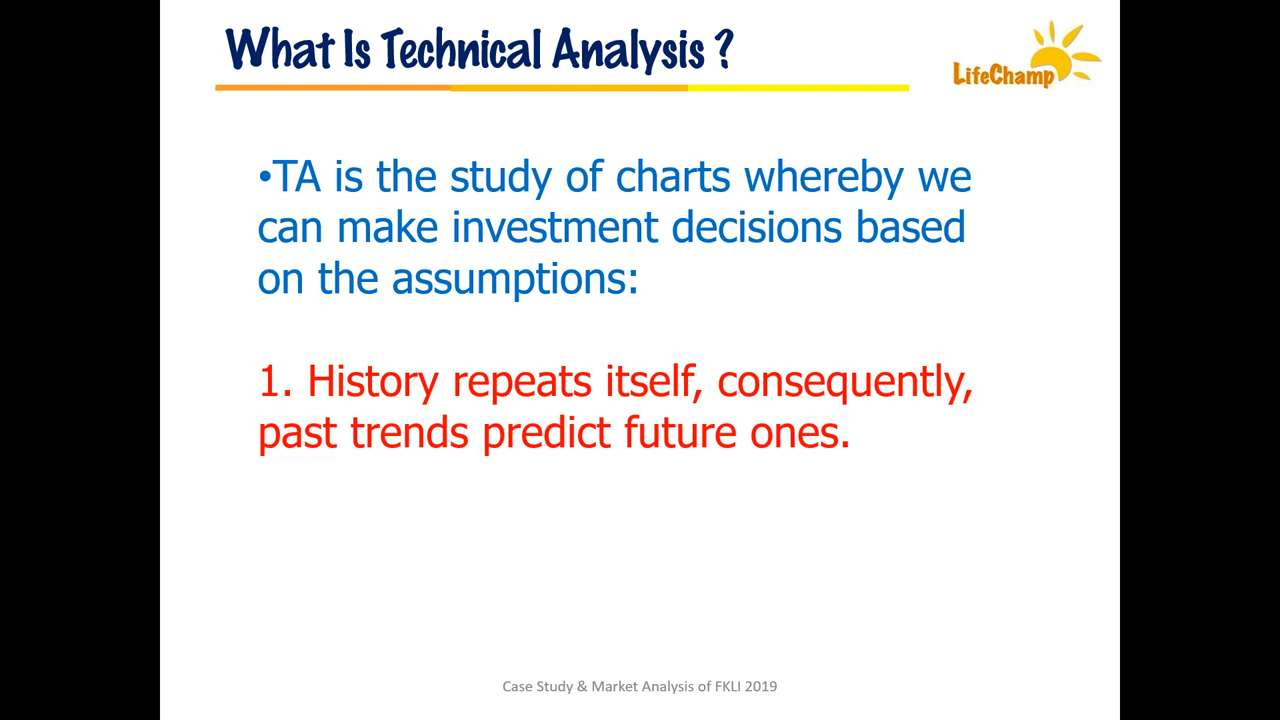 What Is Technical Analysis ?
LifeChamp
•TA is the study of charts whereby we
can make investment decisions based
on the assumptions:
1. History repeats itself, consequently,
past trends predict future ones.
Case Study & Market Analysis of FKLI 2019